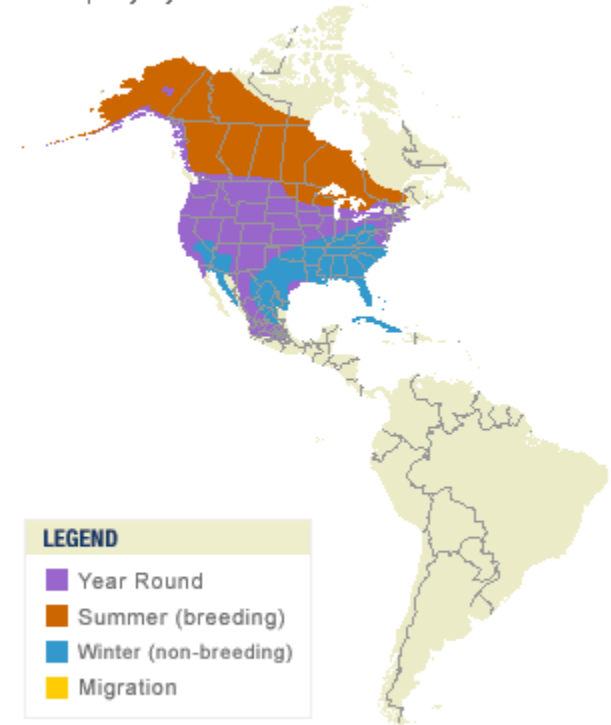 LEGEND
Year Round
Summer (breeding)
Winter (non-breeding)
Migration